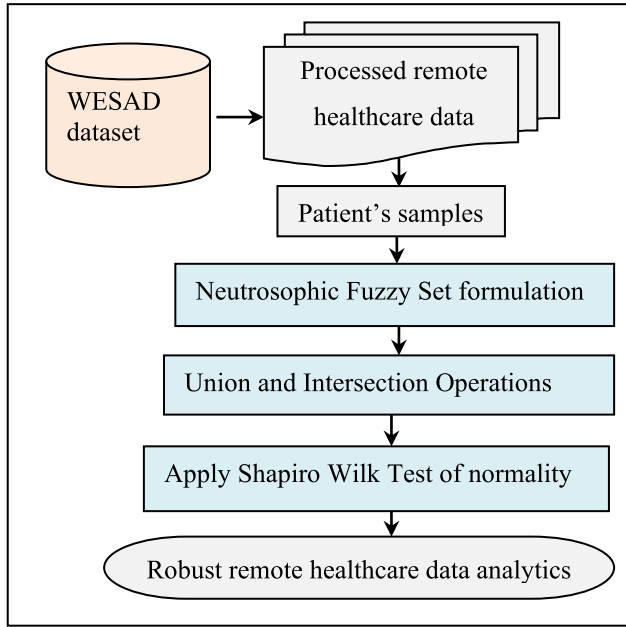 WESAD
dataset
Processed remote
healthcare data
Patient's samples
Neutrosophic Fuzzy Set formulation
Union and Intersection Operations
Apply Shapiro Wilk Test of normality
Robust remote healthcare data analytics